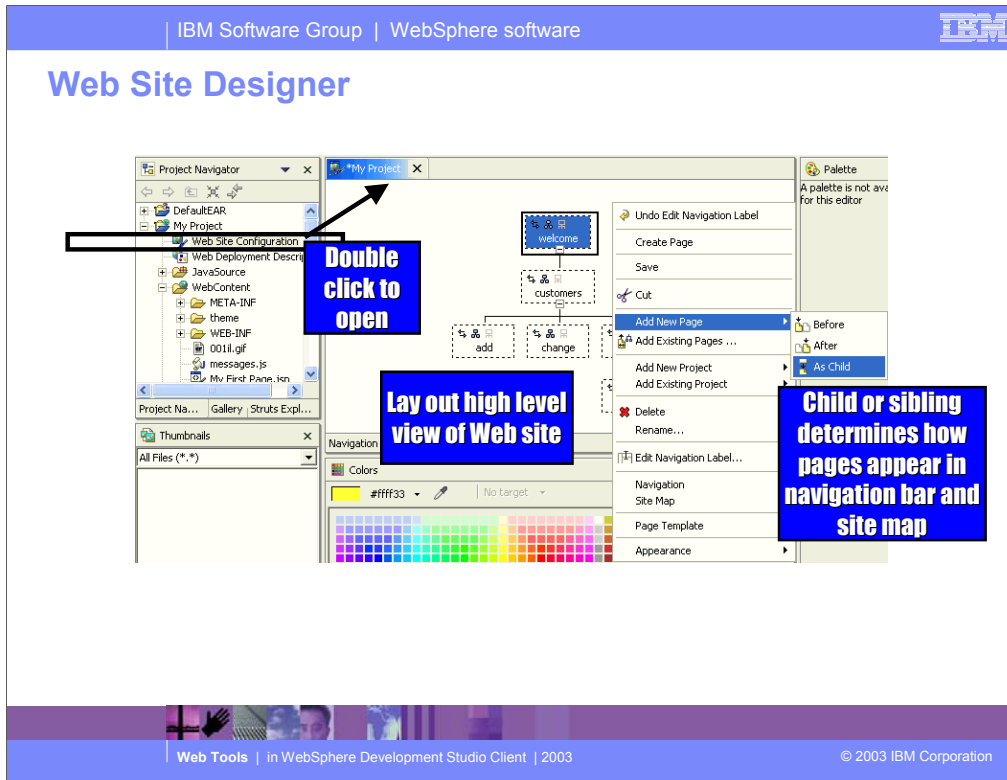 IBM Software Group | WebSphere software
IBM
Web Site Designer
Project Navigator
DefaultEAR
My Project
Web Site Configuration
Web Deployment Descri
JavaSource
WebContent
META-INF
theme
WEB-INF
001il.gif
messages.js
My First Page.jsp
Project Na... Gallery Struts Expl...
Thumbnails
All Files (*.*)
*My Project
welcome
customers
add
change
Navigation
Colors
#ffff33
No target
Double
click to
open
Lay out high level
view of Web site
Undo Edit Navigation Label
Create Page
Save
Cut
Add New Page
Add Existing Pages ...
Add New Project
Add Existing Project
Delete
Rename...
Edit Navigation Label...
Navigation
Site Map
Page Template
Appearance
Before
After
As Child
Palette
A palette is not ava
for this editor
Child or sibling
determines how
pages appear in
navigation bar and
site map
Web Tools | in WebSphere Development Studio Client | 2003
© 2003 IBM Corporation